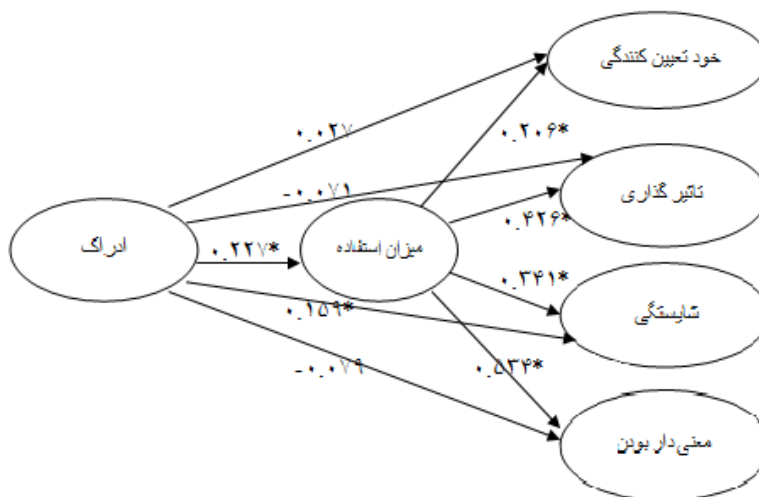 خود تعیین کنندگی
۰.۰۲۷
۰.۲۰۶*
-۰.۰۷۱
تاثیر گذاری
۰.۴۲۶*
ادراک
۰.۲۲۷*
میزان استفاده
۰.۳۴۱*
۰.۱۵۹*
شایستگی
-۰.۰۷۹
۰.۵۳۴*
معنی دار بودن